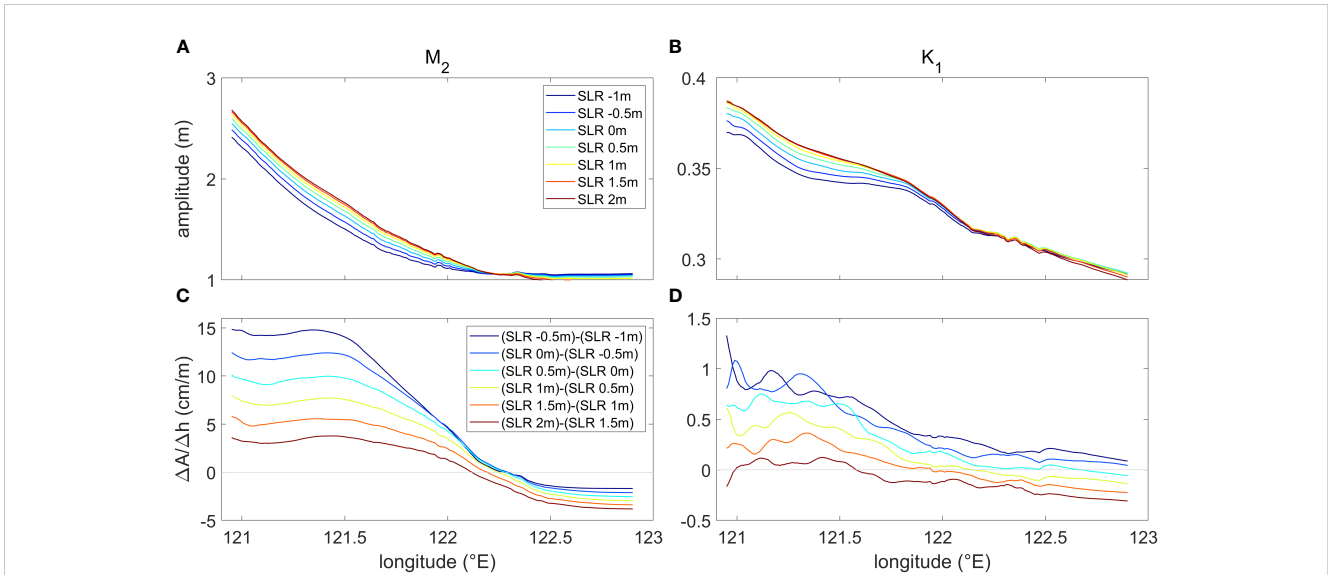 A
M2
3
2
1
amplitude (m)
SLR -1m
SLR -0.5m
SLR 0m
SLR 0.5m
SLR 1m
SLR 1.5m
SLR 2m
B
K1
0.4
0.35
0.3
C
15
10
5
0
-5
ΔA/Δh (cm/m)
(SLR -0.5m)-(SLR -1m)
(SLR 0m)-(SLR -0.5m)
(SLR 0.5m)-(SLR 0m)
(SLR 1m)-(SLR 0.5m)
(SLR 1.5m)-(SLR 1m)
(SLR 2m)-(SLR 1.5m)
121 121.5 122 122.5 123
longitude (°E)
D
1.5
1
0.5
0
-0.5
121 121.5 122 122.5 123
longitude (°E)